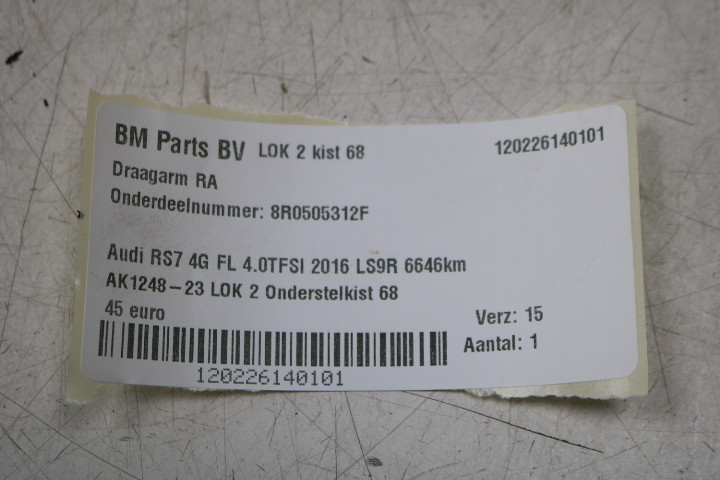 BM Parts BV LOK 2 kist 68 120226140101
Draagarm RA
Onderdeelnummer: 8R0505312F
Audi RS7 4G FL 4.0TFSI 2016 LS9R 6646km
AK1248-23 LOK 2 Onderstelkist 68
45 euro Verz: 15
Aantal: 1
120226140101